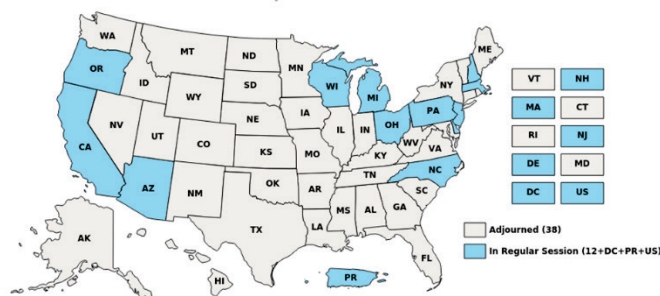 WA
ME
MT
ND
MN
OR
ID
SD
WI
NY
WY
MI
NE
IA
PA
NV
IL
IN
OH
UT
CO
WV
VA
CA
KS
MO
KY
NC
TN
AZ
OK
AR
SC
NM
MS
AL
GA
TX
LA
AK
FL
HI
PR
VT
NH
MA
CT
RI
NJ
DE
MD
DC
US
Adjourned (38)
In Regular Session (12+DC+PR+US)